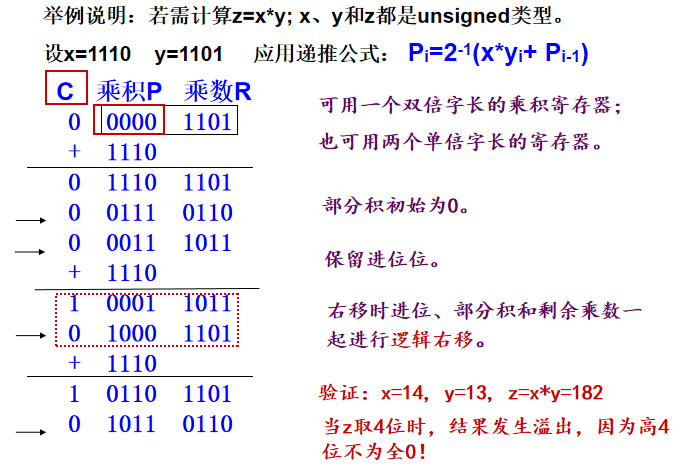 举例说明：若需计算z=x*y; x、y和z都是unsigned类型。
设x=1110 y=1101 应用递推公式： Pi=2-1(x*yi+ Pi-1)
C 乘积P 乘数R
0 0000 1101
+ 1110
0 1110 1101
0 0111 0110
0 0011 1011
+ 1110
1 0001 1011
0 1000 1101
+ 1110
1 0110 1101
0 1011 0110
可用一个双倍字长的乘积寄存器；
也可用两个单倍字长的寄存器。
部分积初始为0。
保留进位位。
右移时进位、部分积和剩余乘数一
起进行逻辑右移。
验证：x=14，y=13，z=x*y=182
当z取4位时，结果发生溢出，因为高4
位不为全0！